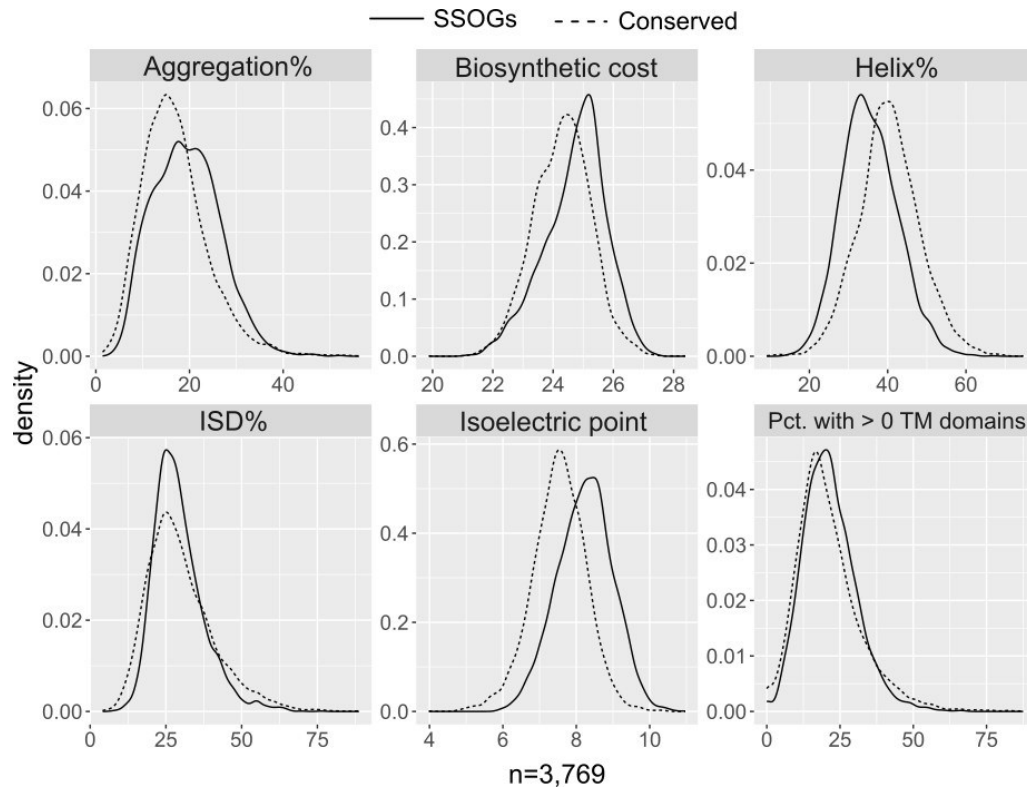 SSOGs Conserved
Aggregation% Biosynthetic cost Helix%
0.06
0.04
0.02
0.00
0 20 40
0.4
0.3
0.2
0.1
0.0
20 22 24 26 28
0.04
0.02
0.00
20 40 60
density
ISD% Isoelectric point Pct. with > 0 TM domains
0.06
0.04
0.02
0.00
0 25 50 75
0.6
0.4
0.2
0.0
4 6 8 10
0.04
0.03
0.02
0.01
0.00
0 25 50 75
n=3,769